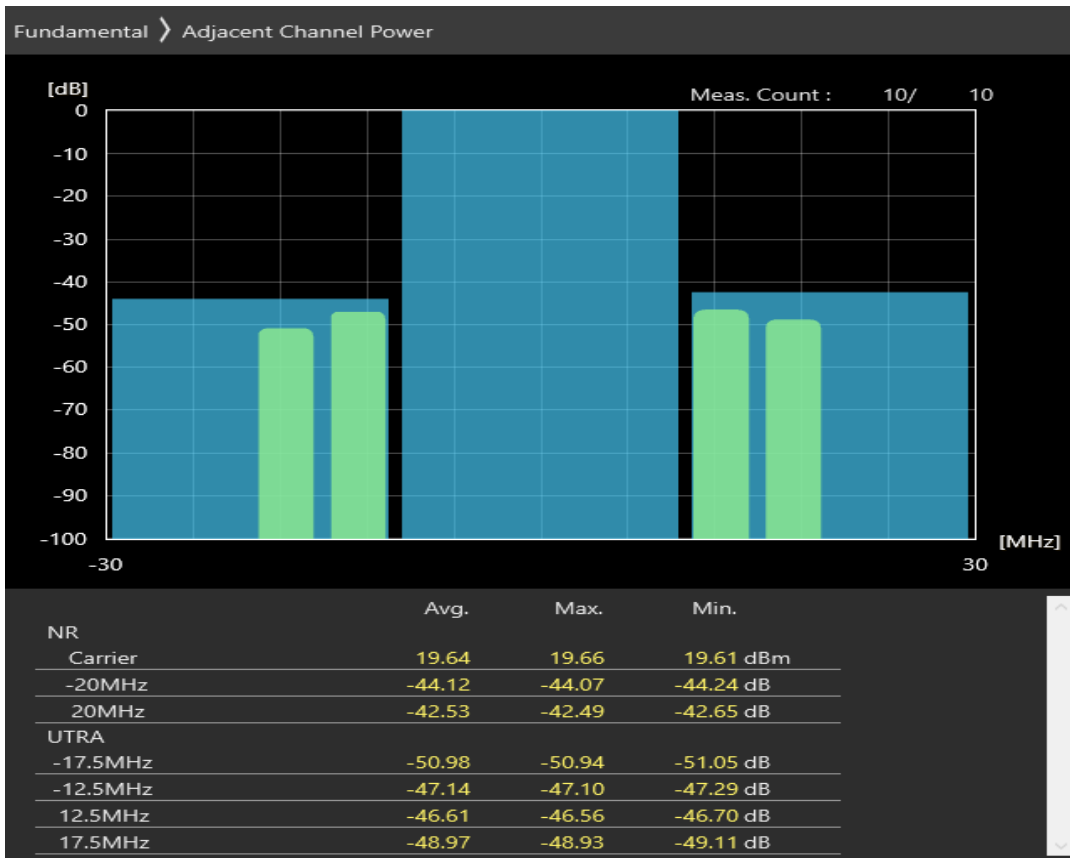 Fundamental 〉 Adjacent Channel Power
[dB]
Meas. Count : 10/ 10
0
-10
-20
-30
-40
-50
-60
-70
-80
-90
-100
[MHz]
-30 30
Avg. Max. Min.
NR
Carrier 19.64 19.66 19.61 dBm
-20MHz -44.12 -44.07 -44.24 dB
20MHz -42.53 -42.49 -42.65 dB
UTRA
-17.5MHz -50.98 -50.94 -51.05 dB
-12.5MHz -47.14 -47.10 -47.29 dB
12.5MHz -46.61 -46.56 -46.70 dB
17.5MHz -48.97 -48.93 -49.11 dB